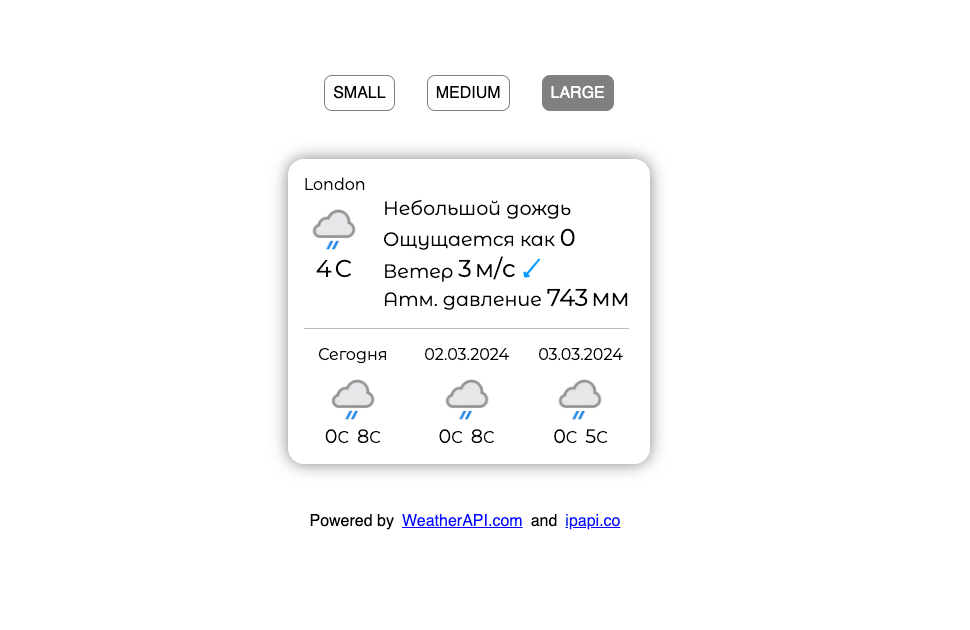 SMALL MEDIUM LARGE
London
Небольшой дождь
Ощущается как 0
4 C
Ветер 3 м/с
Атм. давление 743 мм
Сегодня 02.03.2024 03.03.2024
0C 8C 0C 8C 0C 5C
Powered by WeatherAPI.com and ipapi.co